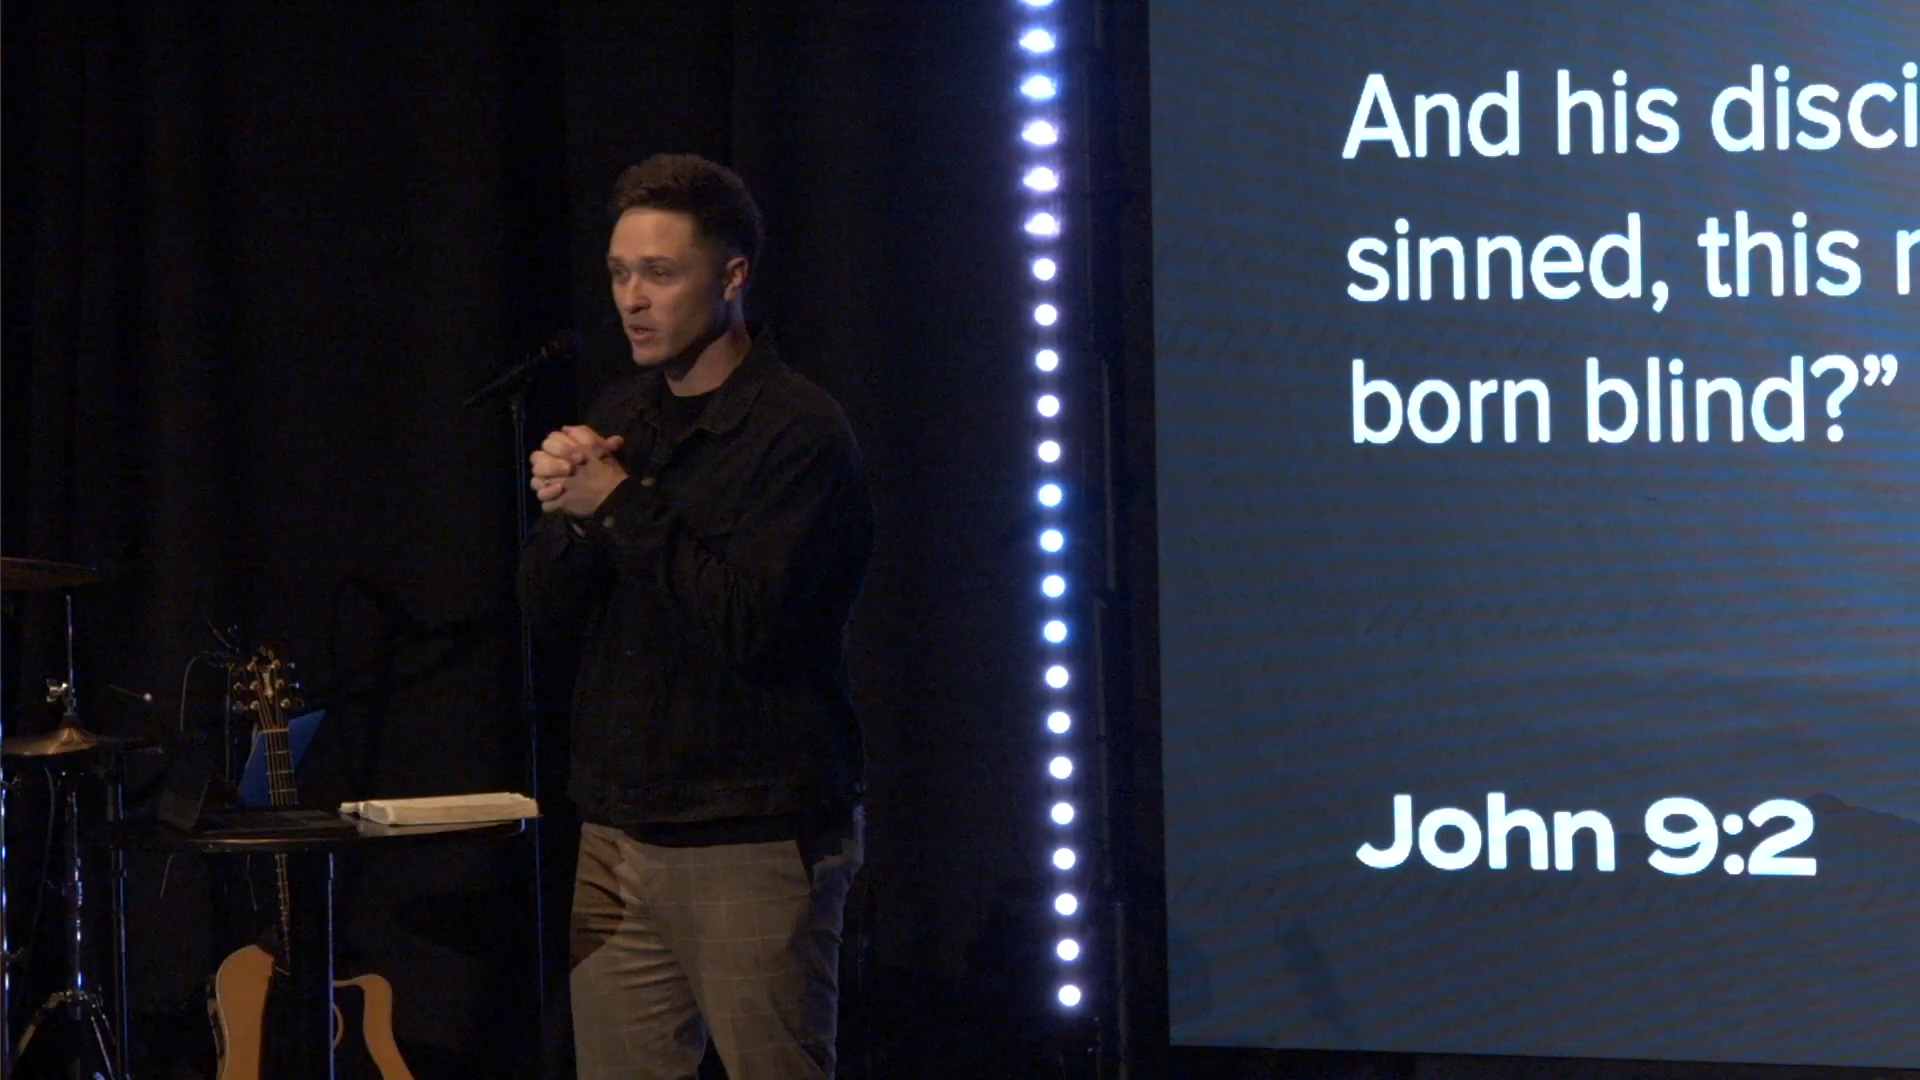 And his disci
sinned, this
born blind?”
John 9:2